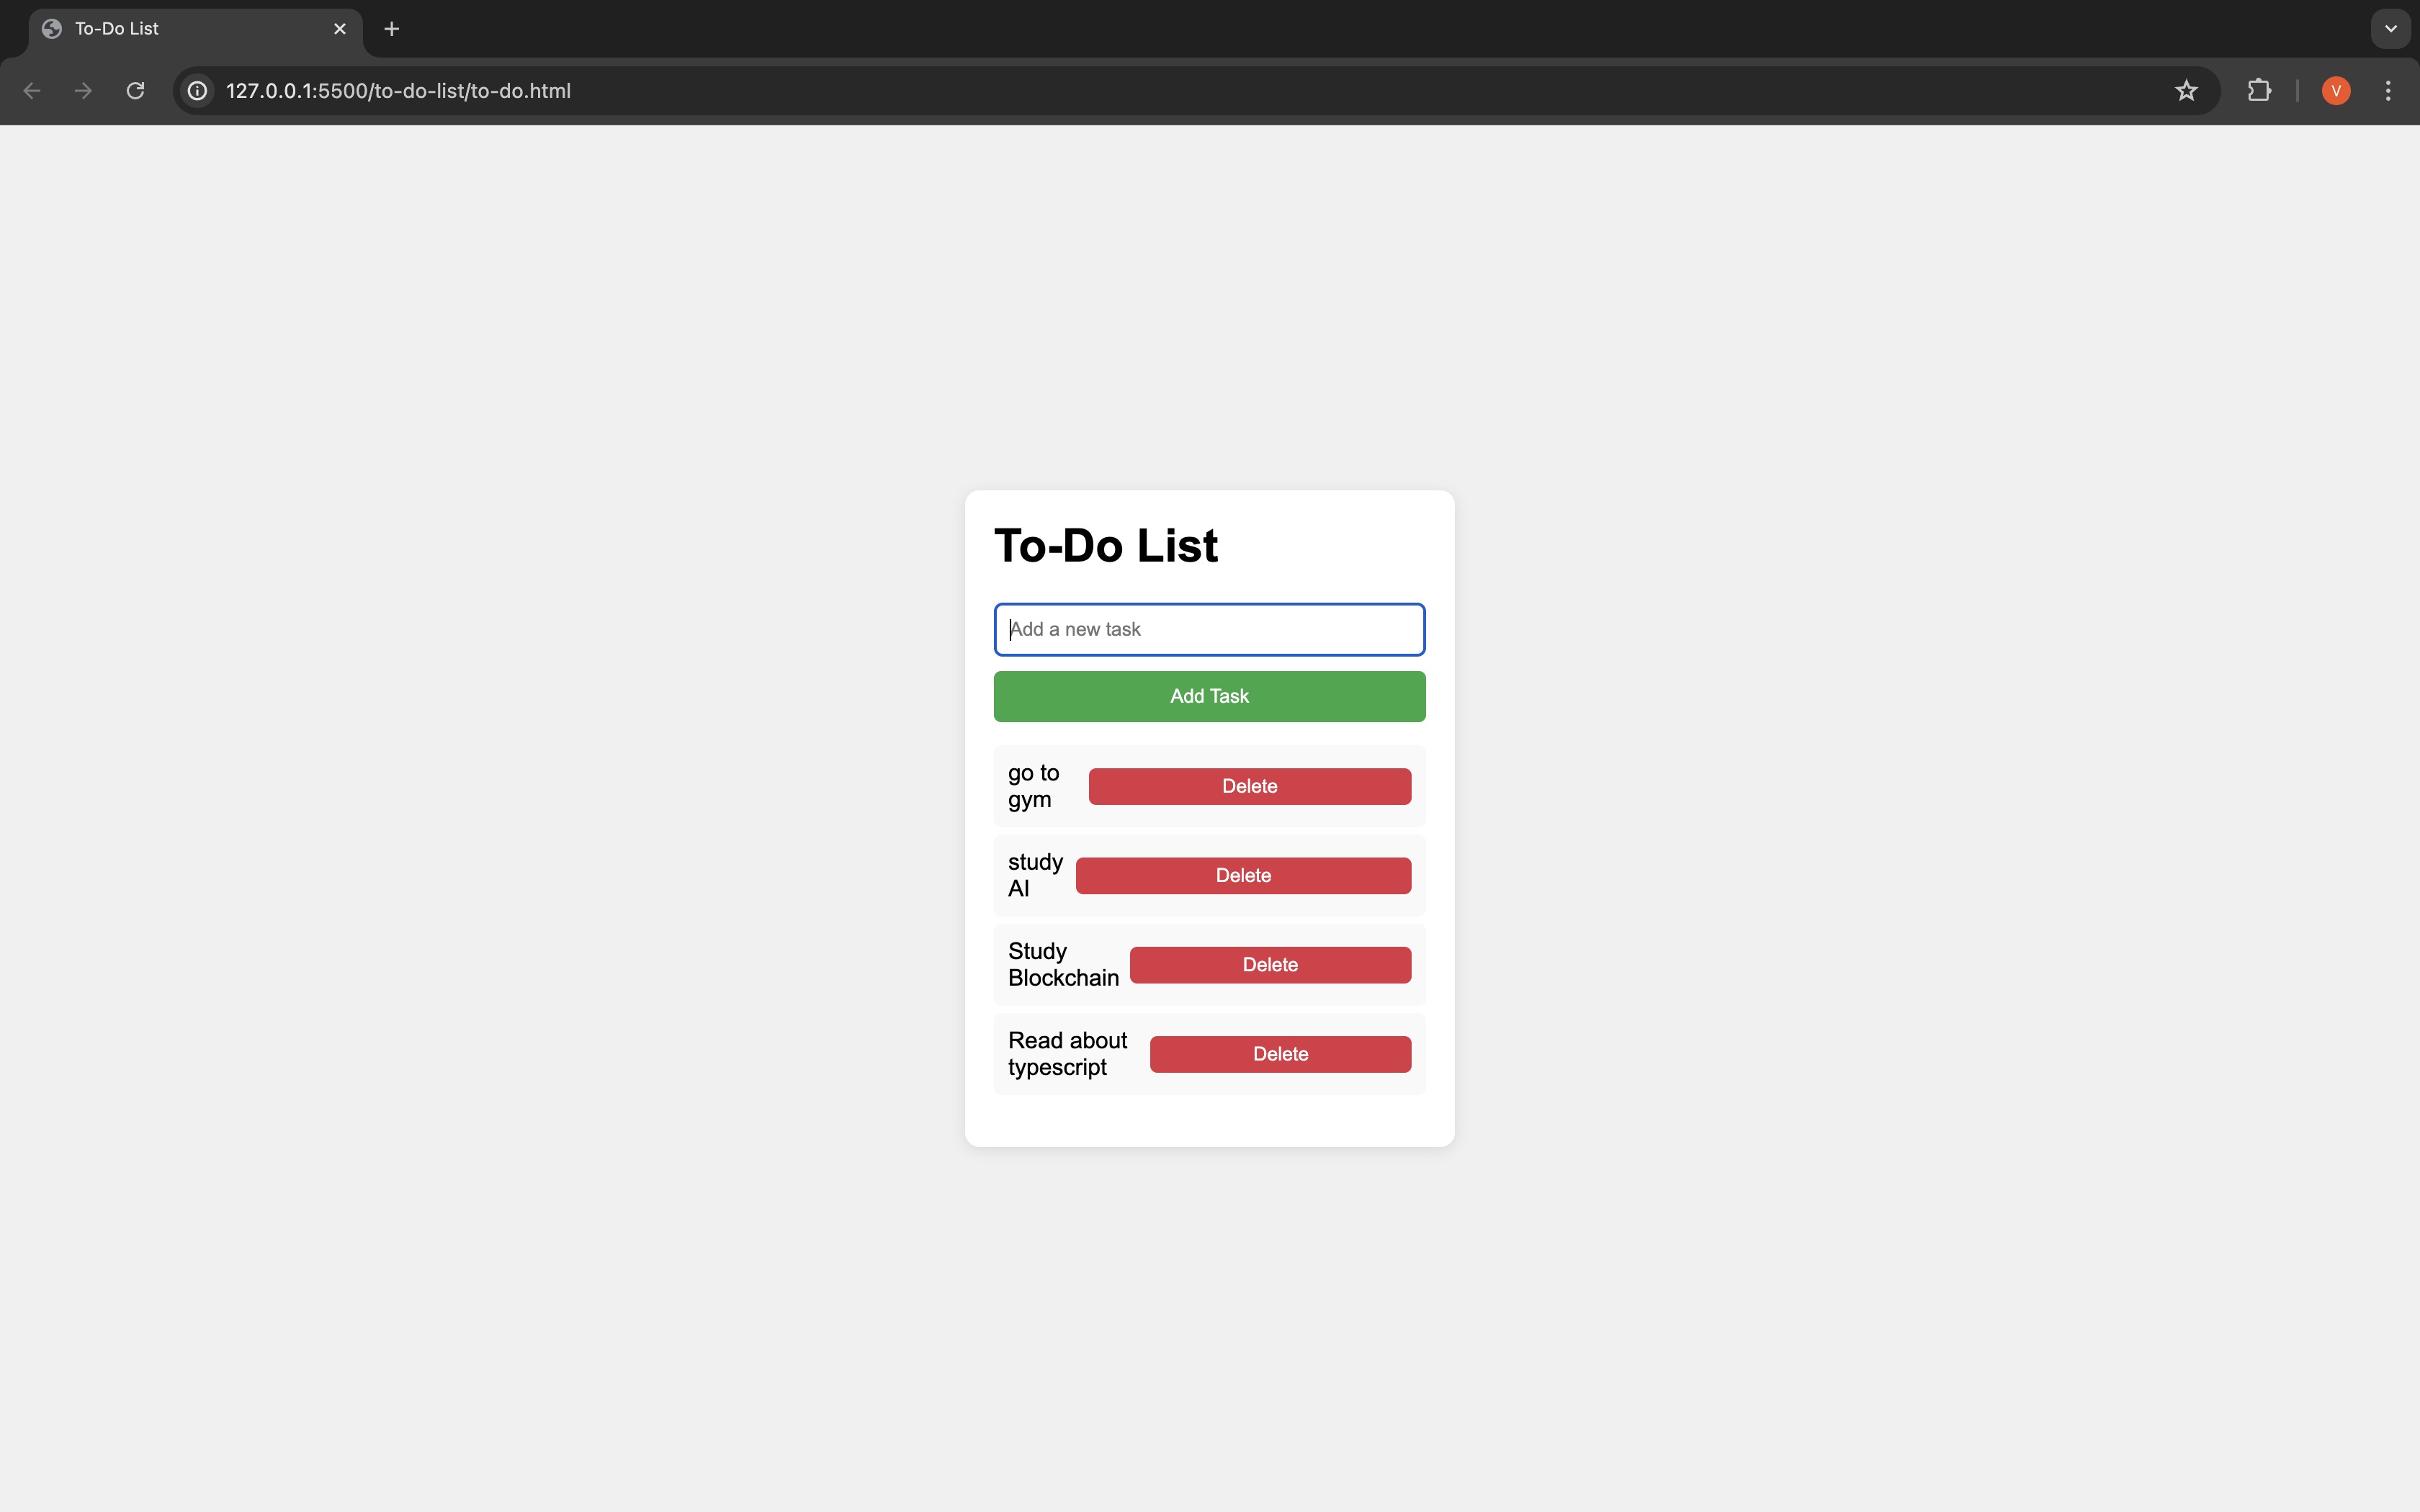 To-Do List
127.0.0.1:5500/to-do-list/to-do.html
V
To-Do List
Add a new task
Add Task
go to
gym
Delete
study
AI
Delete
Study
Blockchain
Delete
Read about
typescript
Delete